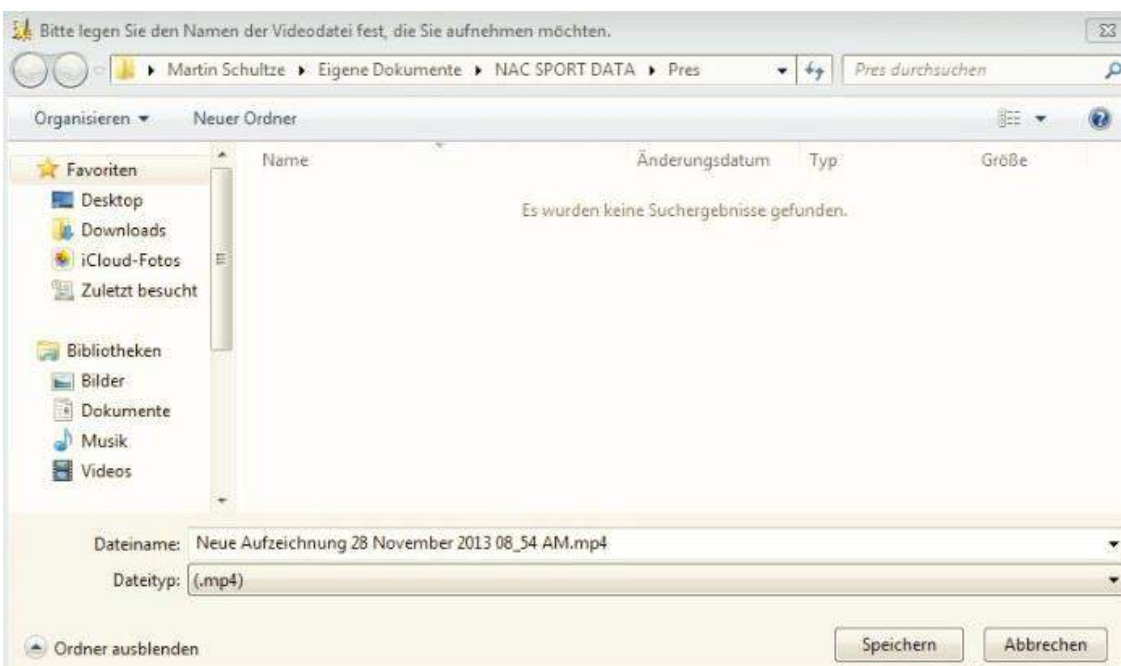 Bitte legen Sie den Namen der Videodatei fest, die Sie aufnehmen möchten.
Martin Schultze Eigene Dokumente NAC SPORT DATA Pres Pres durchsuchen
Organisieren Neuer Ordner
Name Änderungsdatum Typ Größe
Es wurden keine Suchergebnisse gefunden.
Favoriten
Desktop
Downloads
iCloud-Fotos
Zuletzt besucht
Bibliotheken
Bilder
Dokumente
Musik
Videos
Dateiname: Neue Aufzeichnung 28 November 2013 08_54 AM.mp4
Dateityp: (.mp4)
Ordner ausblenden Speichern Abbrechen